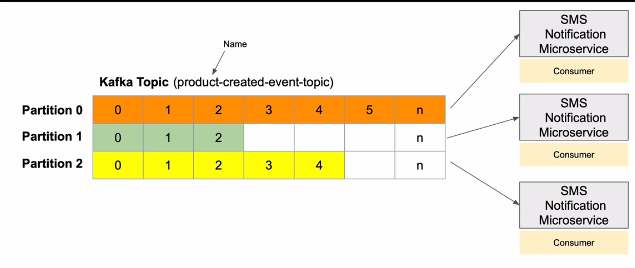 Name
Kafka Topic (product-created-event-topic)
Partition 0 0 1 2 3 4 5 n
Partition 1 0 1 2 n
Partition 2 0 1 2 3 4 n
SMS
Notification
Microservice
Consumer
SMS
Notification
Microservice
Consumer
SMS
Notification
Microservice
Consumer